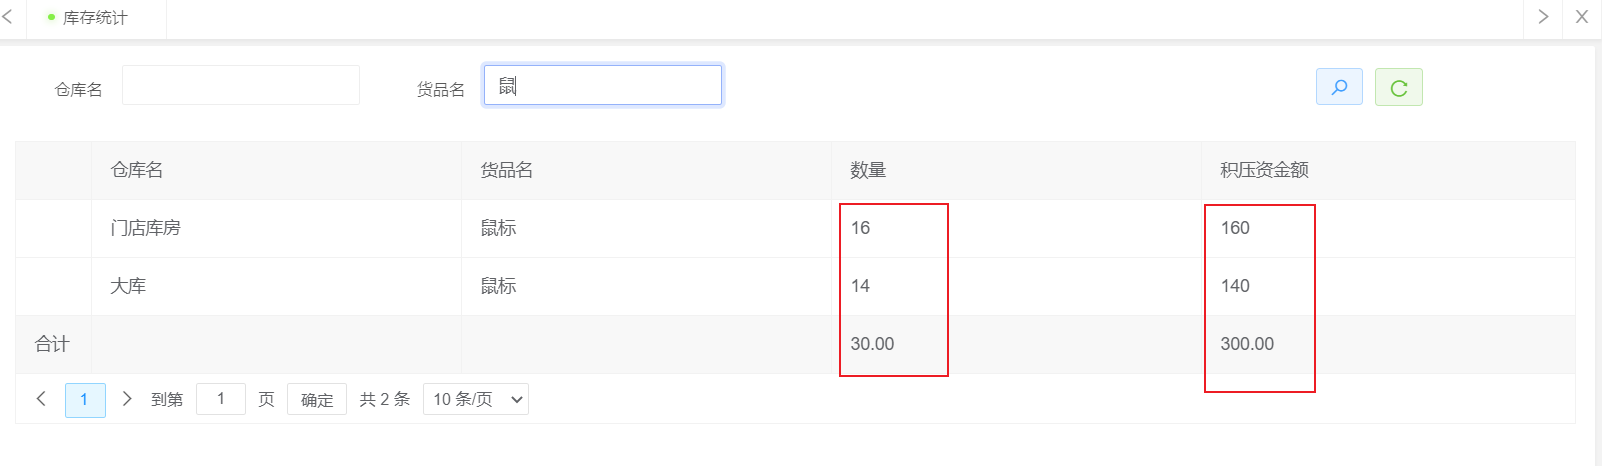 库存统计
仓库名 货品名 鼠
仓库名 货品名 数量 积压资金额
门店库房 鼠标 16 160
大库 鼠标 14 140
合计 30.00 300.00
1 到第 1 页 确定 共 2 条 10 条/页